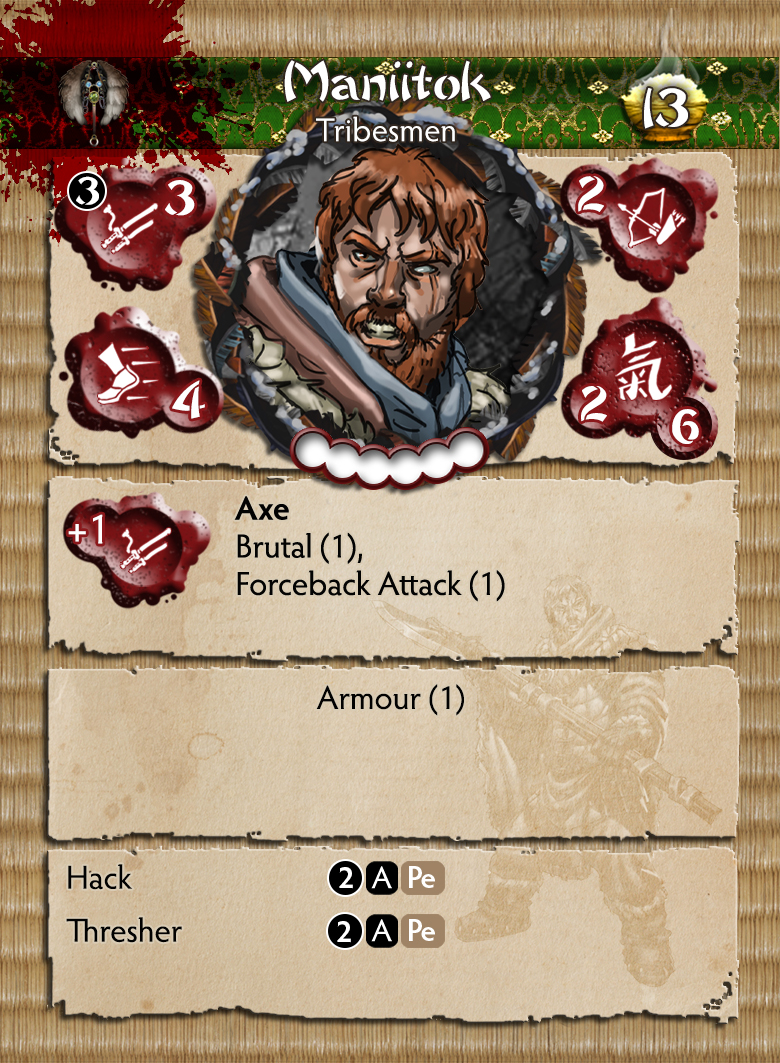 Maniitok
13
Tribesmen
3 3
2
4
氣
2 6
+1
Axe
Brutal (1),
Forceback Attack (1)
Armour (1)
Hack 2 A Pe
Thresher 2 A Pe